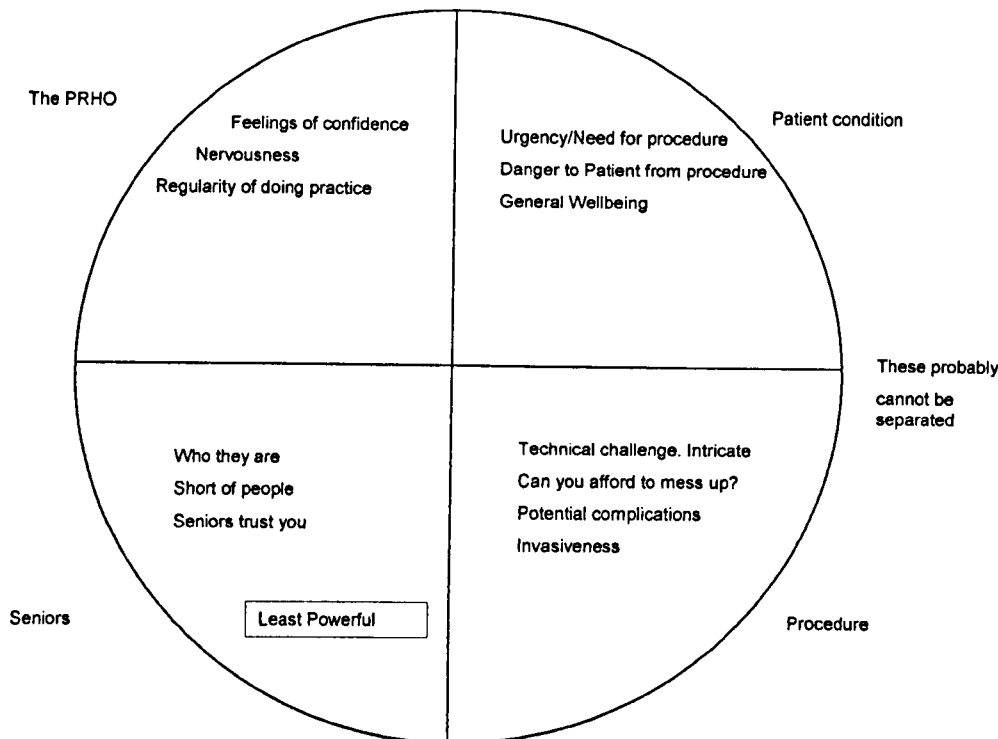 The PRHO
Feelings of confidence
Nervousness
Regularity of doing practice
Patient condition
Urgency/Need for procedure
Danger to Patient from procedure
General Wellbeing
These probably
cannot be
separated
Who they are
Short of people
Seniors trust you
Least Powerful
Seniors
Technical challenge. Intricate
Can you afford to mess up?
Potential complications
Invasiveness
Procedure